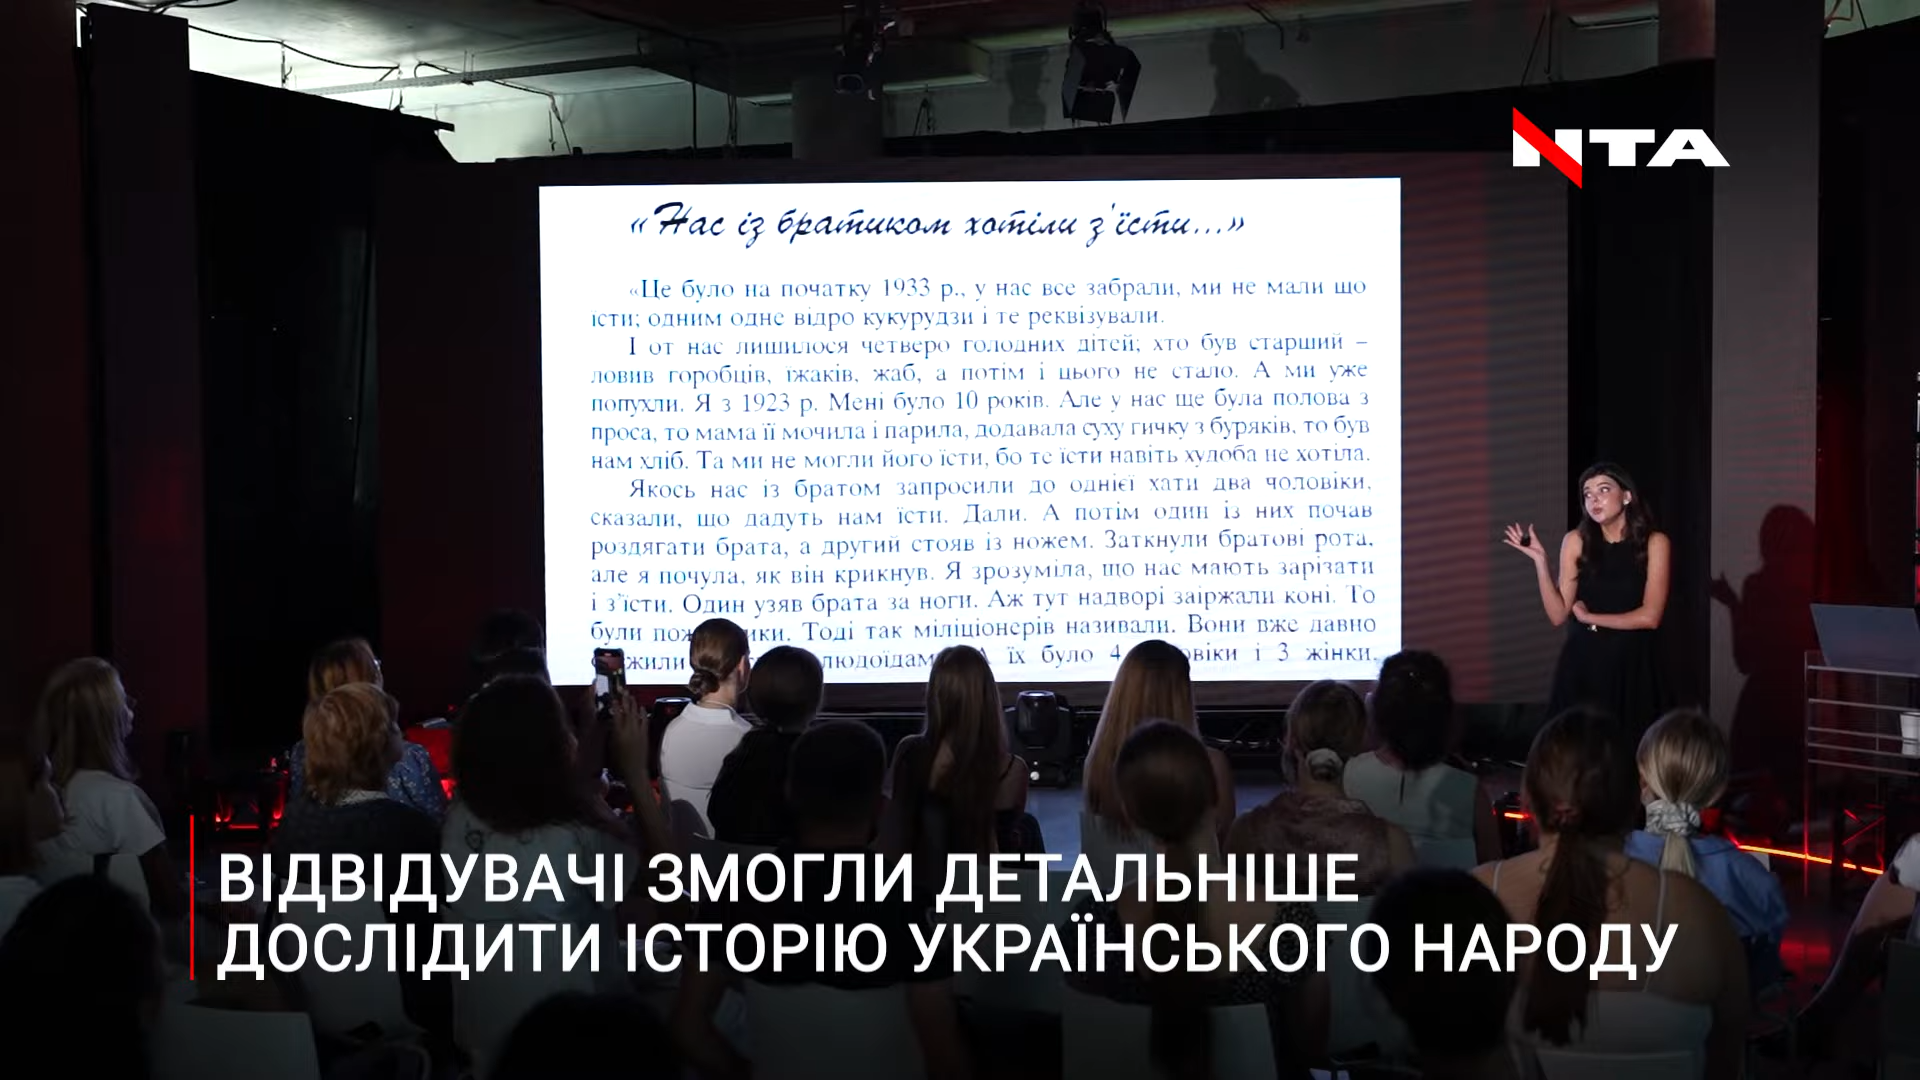 NTA
«Нас із братиком хотіли з'їсти...»
«Це було на початку 1933 р., у нас все забрали, ми не мали що
їсти; одним одне відро кукурудзи і те реквізували.
І от нас лишилося четверо голодних дітей; хто був старший –
ловив горобців, їжаків, жаб, а потім і цього не стало. А ми уже
попухли. Я з 1923 р. Мені було 10 років. Але у нас ще була полова з
проса, то мама її мочила і парила, додавала суху гичку з буряків, то був
нам хліб. Та ми не могли його їсти, бо те їсти навіть худоба не хотіла.
Якось нас із братом запросили до однієї хати два чоловіки,
сказали, що дадуть нам їсти. Дали. А потім один із них почав
роздягати брата, а другий стояв із ножем. Заткнули братові рота,
але я почула, як він крикнув. Я зрозуміла, що нас мають зарізати
і з'їсти. Один узяв брата за ноги. Аж тут надворі заіржали коні. То
були Тоді так міліціонерів називали. Вони вже давно
їх було 4 і 3 жінки,
ВІДВІДУВАЧІ ЗМОГЛИ ДЕТАЛЬНІШЕ
ДОСЛІДИТИ ІСТОРІЮ УКРАЇНСЬКОГО НАРОДУ